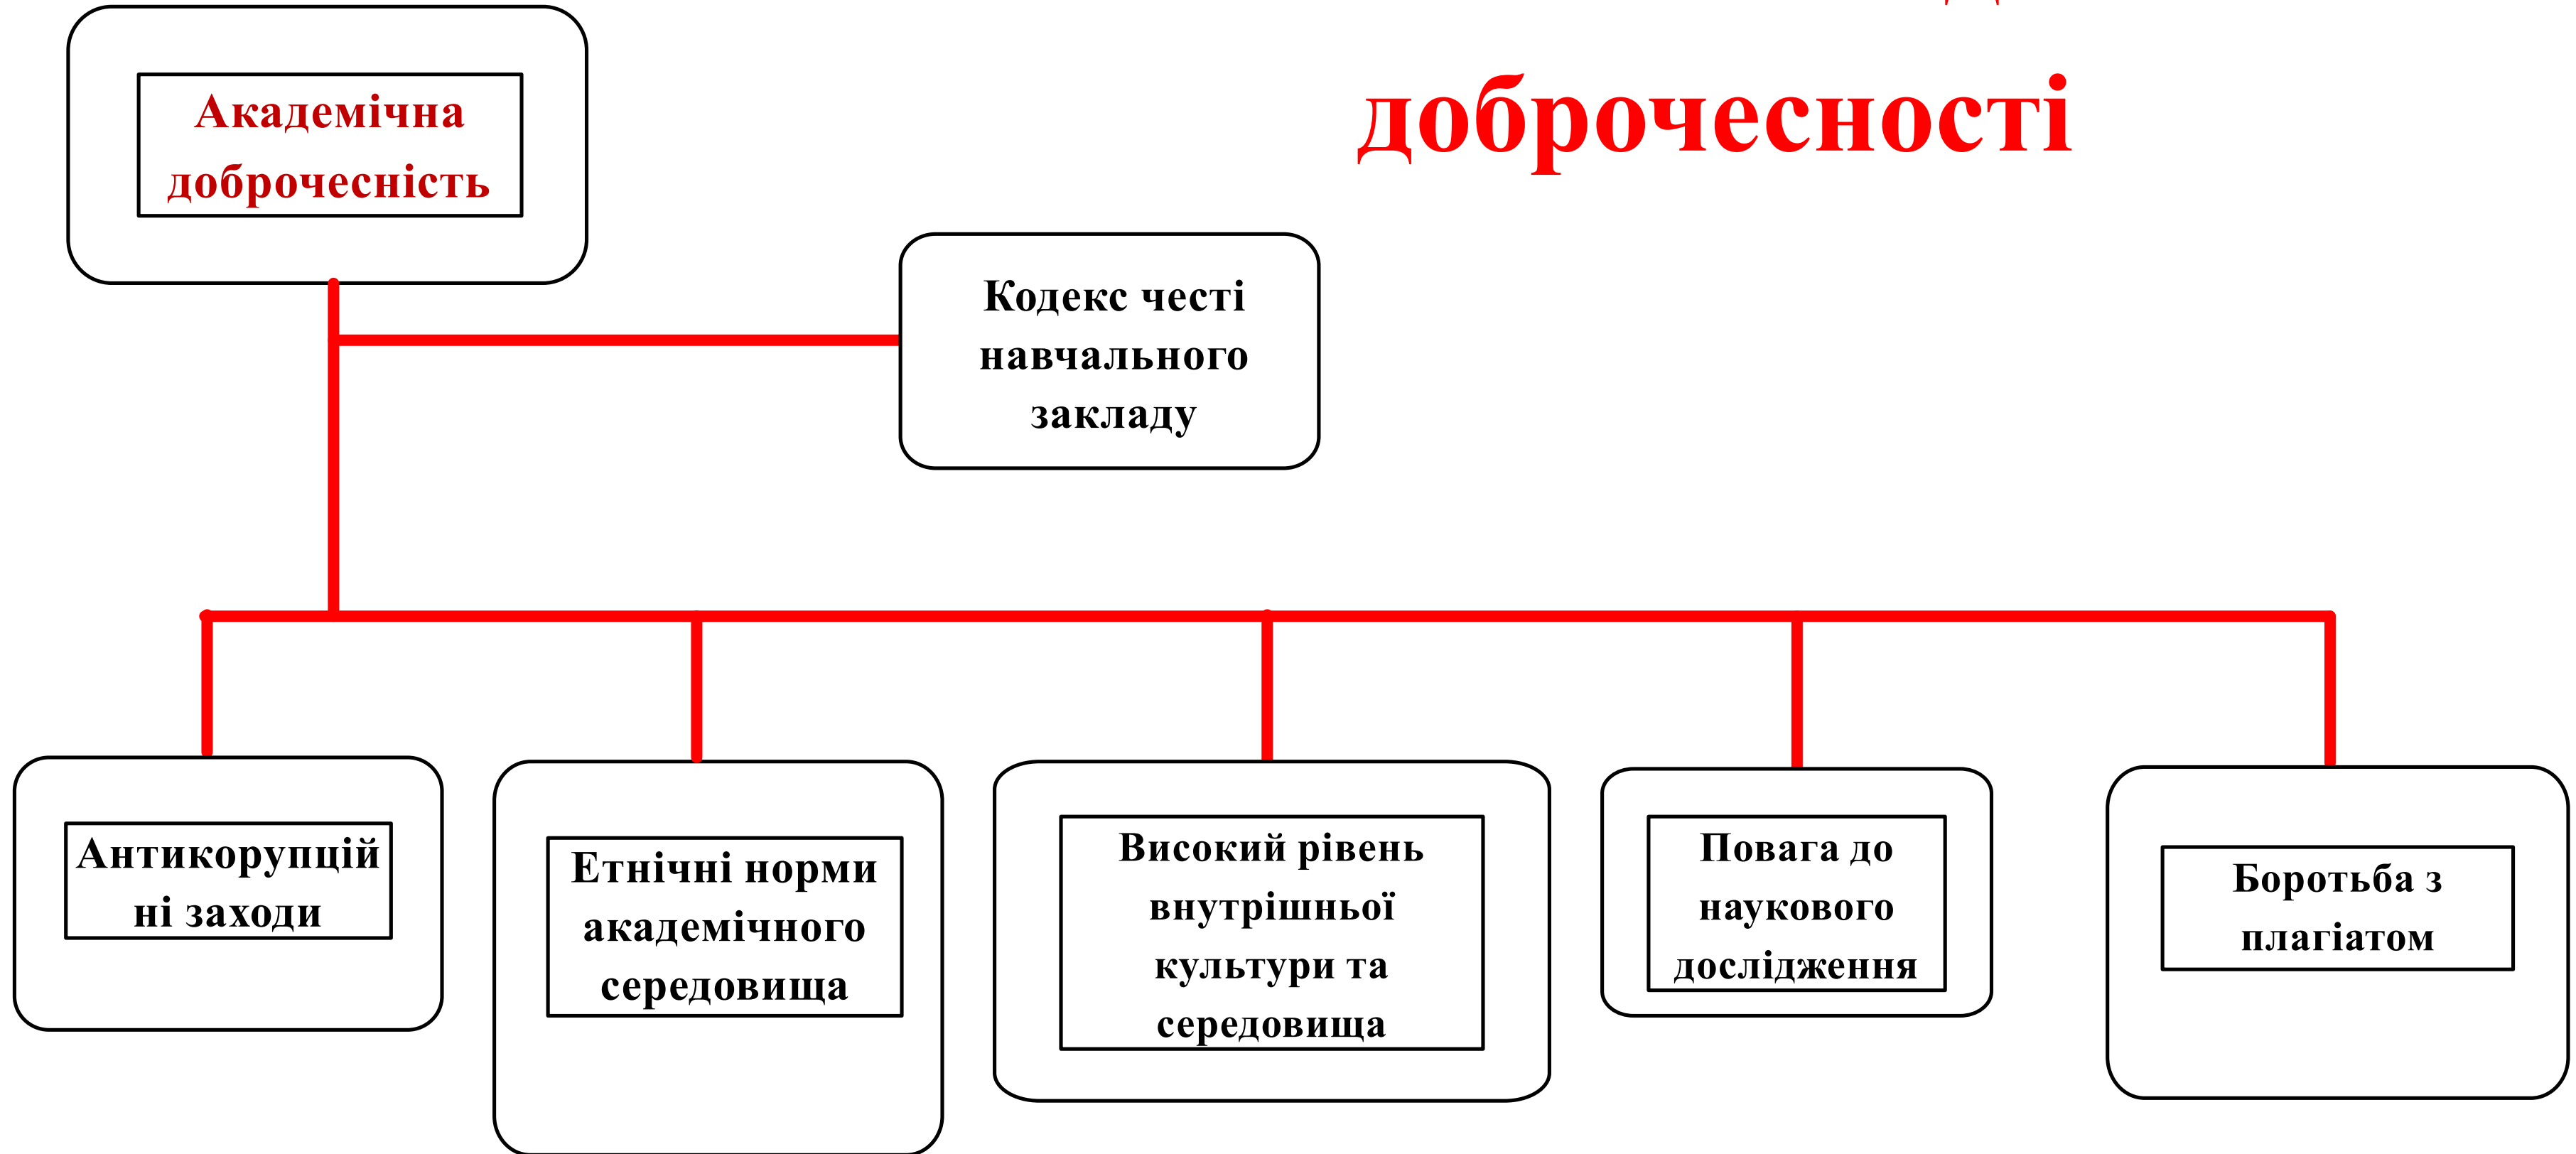 доброчесності
Академічна
доброчесність
Кодекс честі
навчального
закладу
Антикорупцій
ні заходи
Етнічні норми
академічного
середовища
Високий рівень
внутрішньої
культури та
середовища
Повага до
наукового
дослідження
Боротьба з
плагіатом